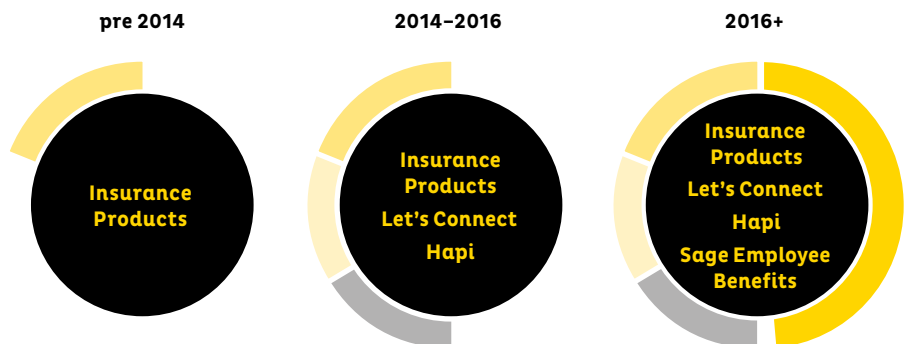 pre 2014
Insurance
Products
2014–2016
Insurance
Products
Let's Connect
Hapi
2016+
Insurance
Products
Let's Connect
Hapi
Sage Employee
Benefits